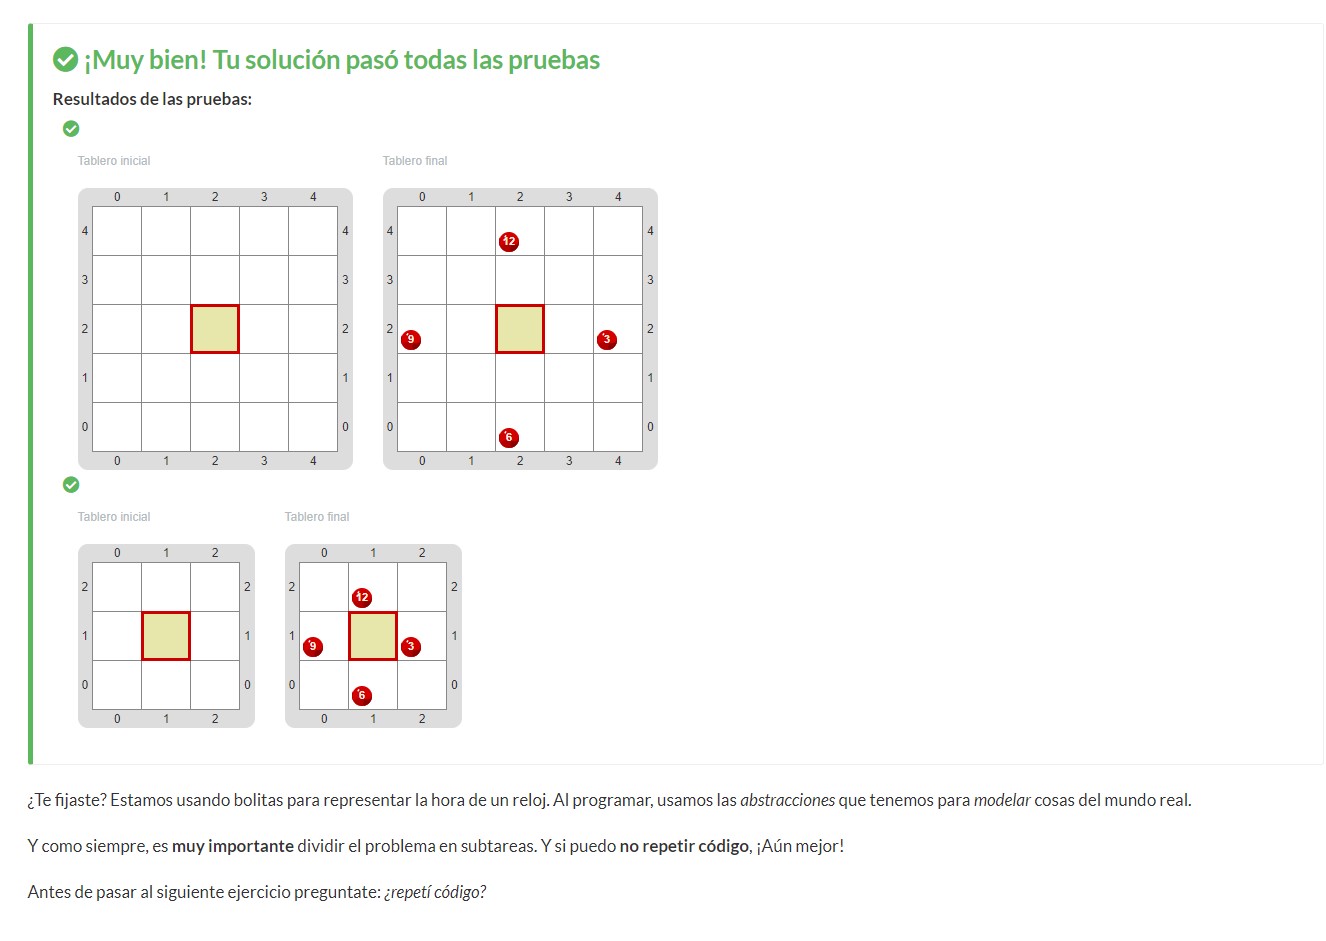 ¡Muy bien! Tu solución pasó todas las pruebas
Resultados de las pruebas:
Tablero inicial
Tablero final
0 1 2 3 4
4 4
3 3
2 2
1 1
0 0
0 1 2 3 4
0 1 2 3 4
4 12 4
3 3
2 9 3 2
1 1
0 6 0
0 1 2 3 4
Tablero inicial
Tablero final
0 1 2
2 2
1 1
0 0
0 1 2
0 1 2
2 12 2
1 9 3 1
0 6 0
0 1 2
¿Te fijaste? Estamos usando bolitas para representar la hora de un reloj. Al programar, usamos las abstracciones que tenemos para modelar cosas del mundo real.
Y como siempre, es muy importante dividir el problema en subtareas. Y si puedo no repetir código, ¡Aún mejor!
Antes de pasar al siguiente ejercicio preguntate: ¿repetí código?